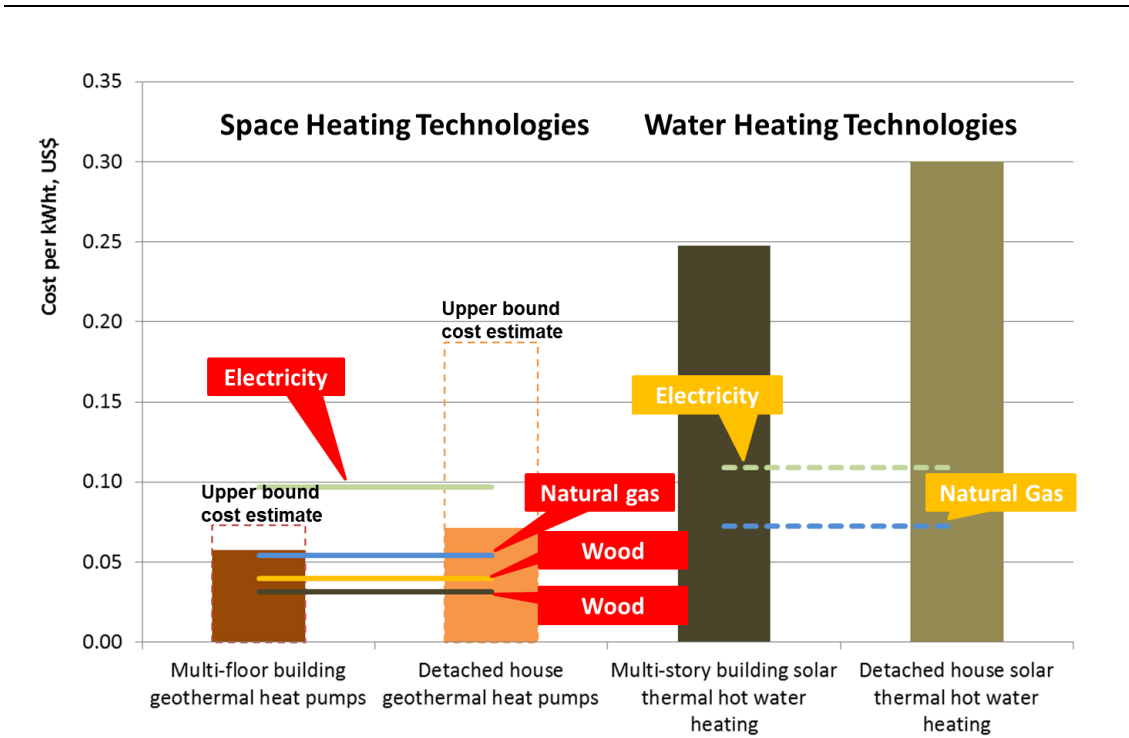 Space Heating Technologies
Water Heating Technologies
Cost per kWht, US$
0.35
0.30
0.25
0.20
0.15
0.10
0.05
0.00
Upper bound
cost estimate
Electricity
Upper bound
cost estimate
Natural gas
Wood
Wood
Electricity
Natural Gas
Multi-floor building
geothermal heat pumps
Detached house
geothermal heat pumps
Multi-story building solar
thermal hot water
heating
Detached house solar
thermal hot water
heating